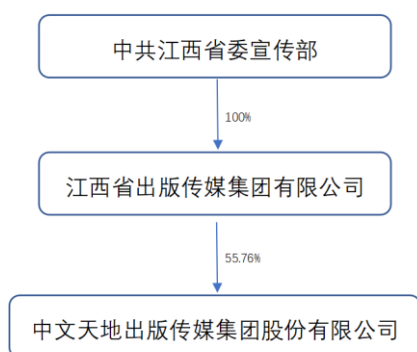 中共江西省委宣传部
100%
江西省出版传媒集团有限公司
55.76%
中文天地出版传媒集团股份有限公司